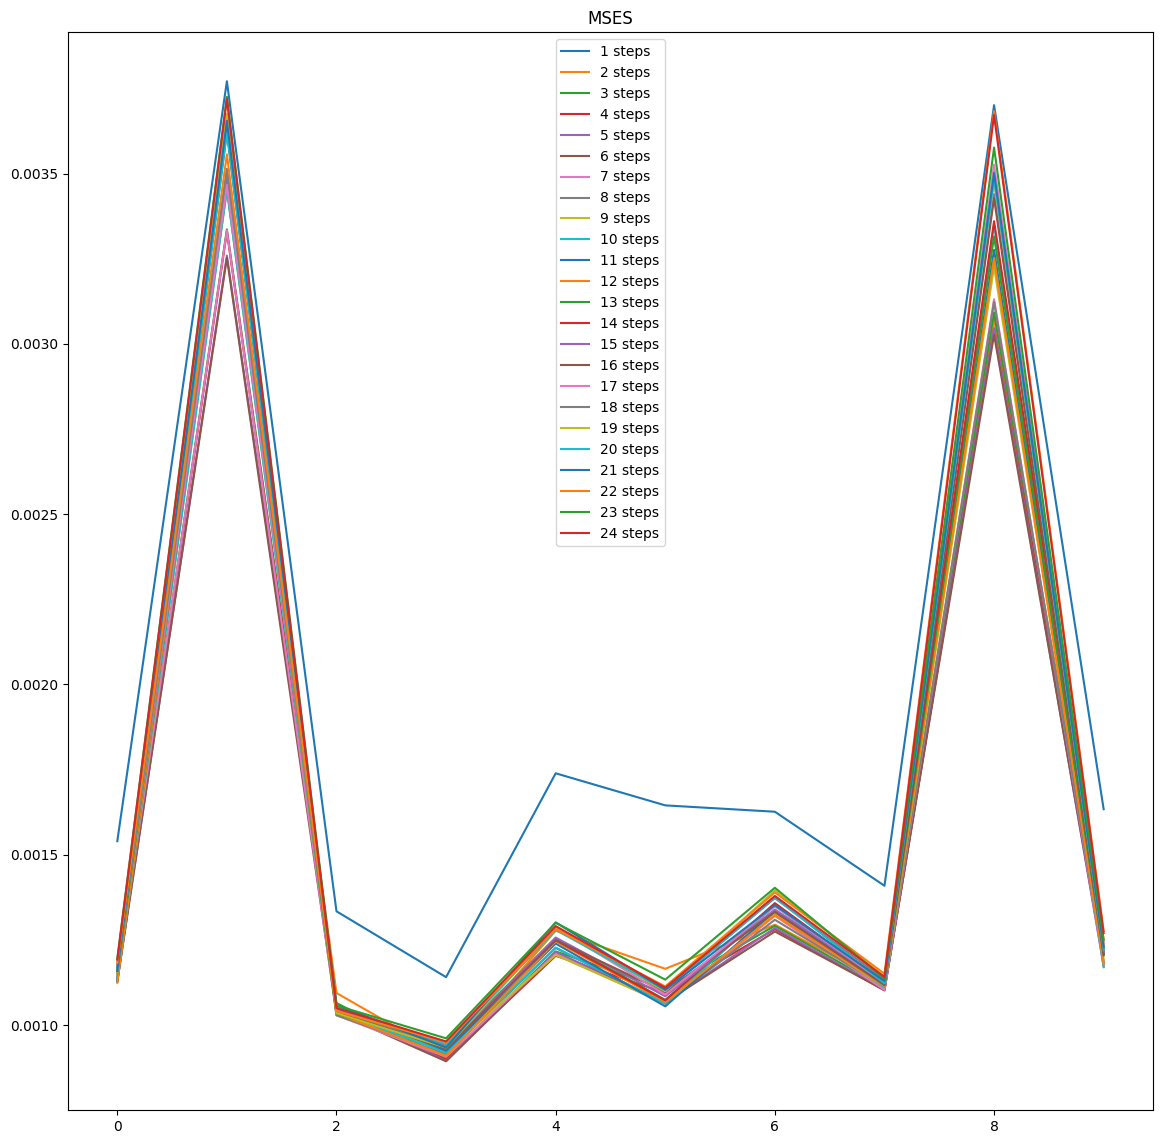 MSES
1 steps
2 steps
3 steps
4 steps
5 steps
6 steps
7 steps
8 steps
9 steps
10 steps
11 steps
12 steps
13 steps
14 steps
15 steps
16 steps
17 steps
18 steps
19 steps
20 steps
21 steps
22 steps
23 steps
24 steps
0.0035
0.0030
0.0025
0.0020
0.0015
0.0010
0 2 4 6 8